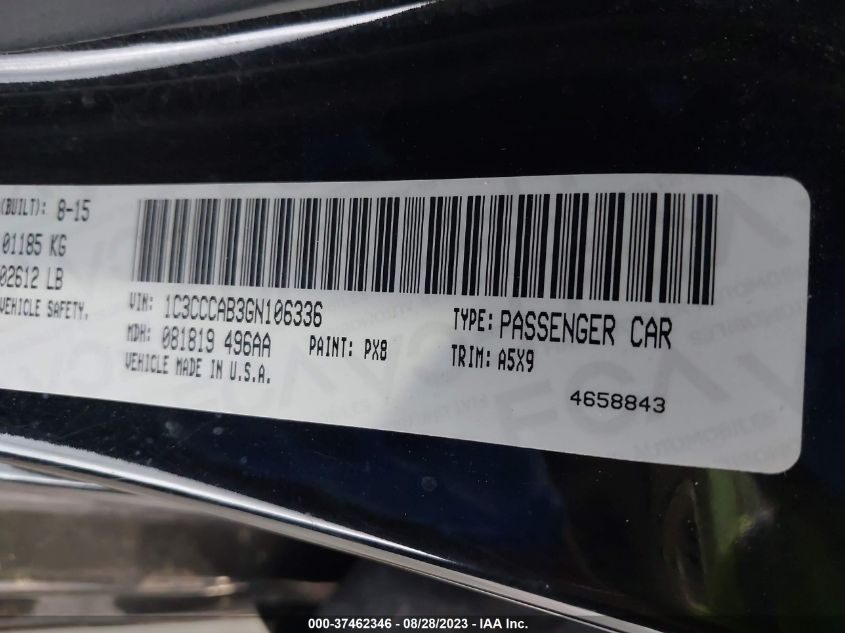 (BUILT): 8-15
01185 KG
02612 LB
VEHICLE SAFETY.
VIN: 1C3CCCAB3GN106336
TYPE: PASSENGER CAR
MDH: 081819 496AA
PAINT: PX8
TRIM: A5X9
VEHICLE MADE IN U.S.A.
4658843
000-37462346 - 08/28/2023 - IAA Inc.